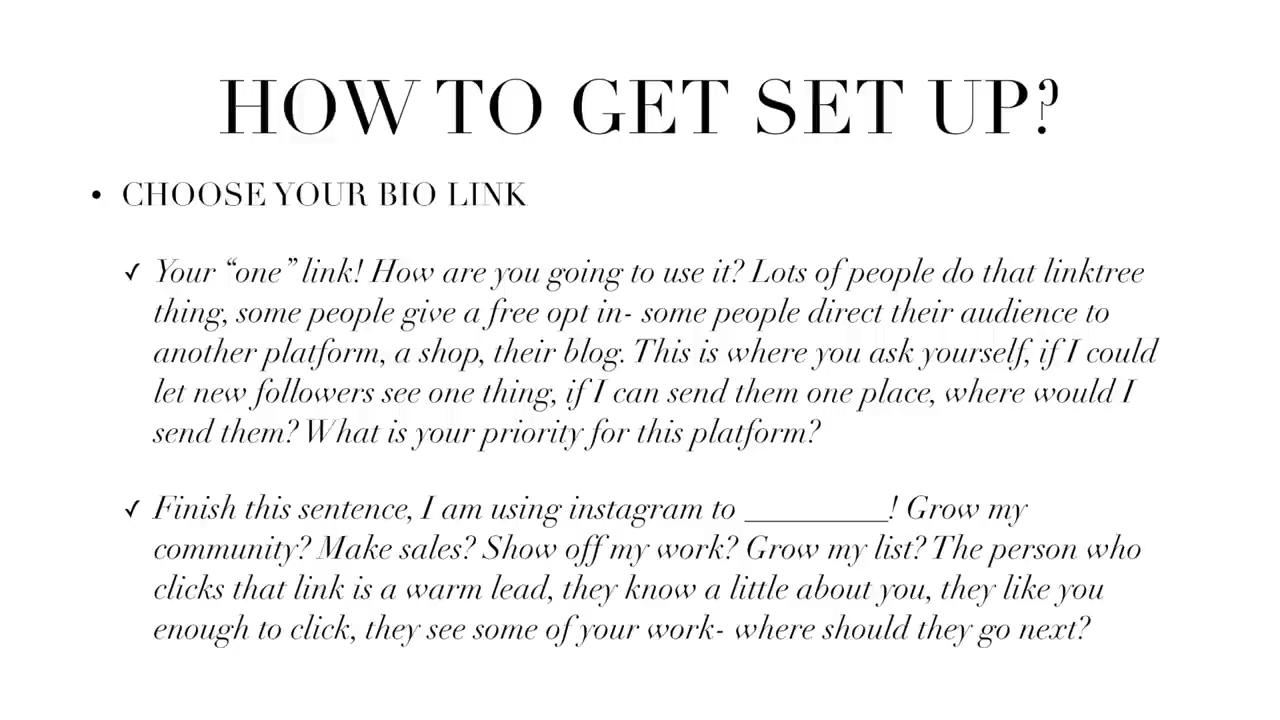 HOW TO GET SET UP?
• CHOOSE YOUR BIO LINK
✓ Your “one” link! How are you going to use it? Lots of people do that linktree
thing, some people give a free opt in- some people direct their audience to
another platform, a shop, their blog. This is where you ask yourself, if I could
let new followers see one thing, if I can send them one place, where would I
send them? What is your priority for this platform?
✓ Finish this sentence, I am using instagram to _________! Grow my
community? Make sales? Show off my work? Grow my list? The person who
clicks that link is a warm lead, they know a little about you, they like you
enough to click, they see some of your work- where should they go next?